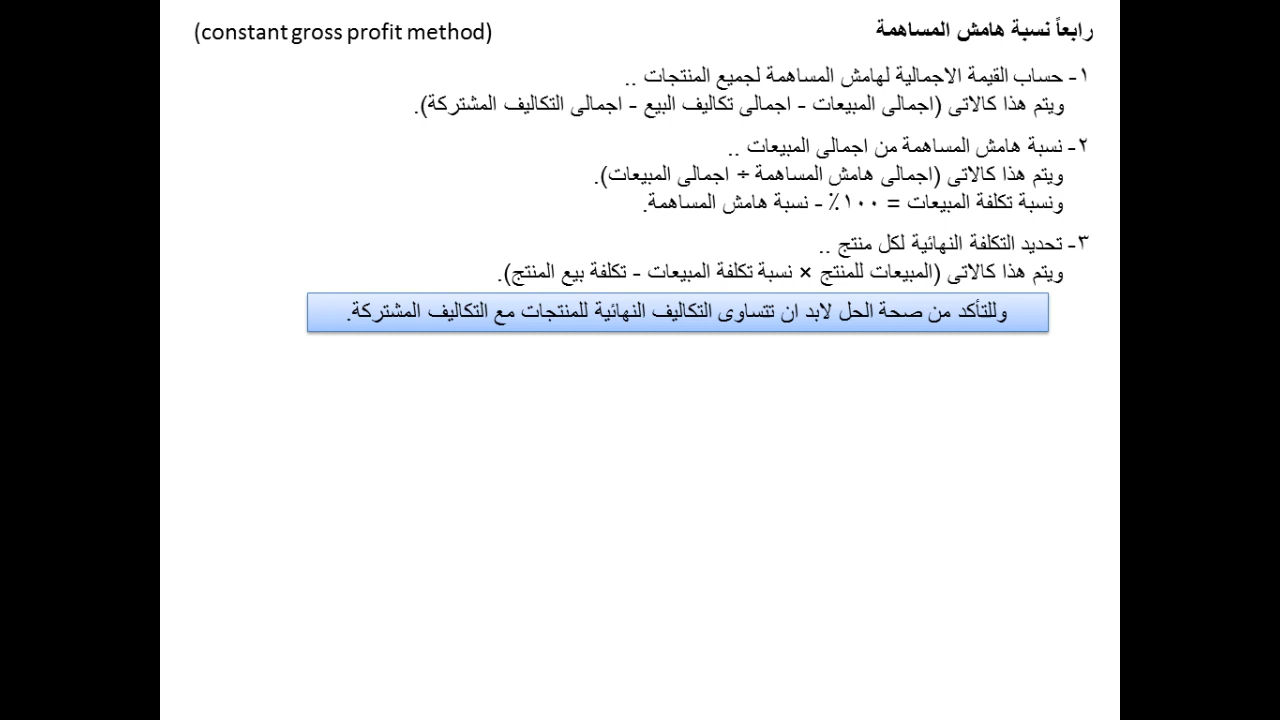 رابعاً نسبة هامش المساهمة (constant gross profit method)
١- حساب القيمة الاجمالية لهامش المساهمة لجميع المنتجات ..
ويتم هذا كالاتى (اجمالى المبيعات - اجمالى تكاليف البيع - اجمالى التكاليف المشتركة).
٢- نسبة هامش المساهمة من اجمالى المبيعات ..
ويتم هذا كالاتى (اجمالى هامش المساهمة ÷ اجمالى المبيعات).
ونسبة تكلفة المبيعات = ١٠٠٪ - نسبة هامش المساهمة.
٣- تحديد التكلفة النهائية لكل منتج ..
ويتم هذا كالاتى (المبيعات للمنتج × نسبة تكلفة المبيعات - تكلفة بيع المنتج).
وللتأكد من صحة الحل لابد ان تتساوى التكاليف النهائية للمنتجات مع التكاليف المشتركة.